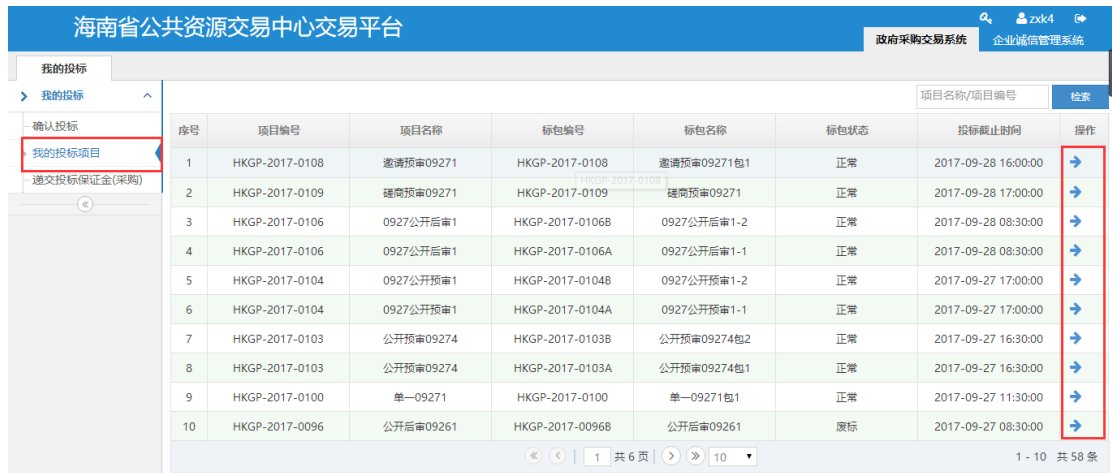 海南省公共资源交易中心交易平台
zxk4
政府采购交易系统 企业诚信管理系统
我的投标
我的投标
项目名称/项目编号 检索
确认投标
我的投标项目
递交投标保证金(采购)
序号 项目编号 项目名称 标包编号 标包名称 标包状态 投标截止时间 操作
1 HKGP-2017-0108 邀请预审09271 HKGP-2017-0108 邀请预审09271包1 正常 2017-09-28 16:00:00
HKGP-2017-0108
2 HKGP-2017-0109 磋商预审09271 HKGP-2017-0109 磋商预审09271 正常 2017-09-28 17:00:00
3 HKGP-2017-0106 0927公开后审1 HKGP-2017-0106B 0927公开后审1-2 正常 2017-09-28 08:30:00
4 HKGP-2017-0106 0927公开后审1 HKGP-2017-0106A 0927公开后审1-1 正常 2017-09-28 08:30:00
5 HKGP-2017-0104 0927公开预审1 HKGP-2017-0104B 0927公开预审1-2 正常 2017-09-27 17:00:00
6 HKGP-2017-0104 0927公开预审1 HKGP-2017-0104A 0927公开预审1-1 正常 2017-09-27 17:00:00
7 HKGP-2017-0103 公开预审09274 HKGP-2017-0103B 公开预审09274包2 正常 2017-09-27 16:30:00
8 HKGP-2017-0103 公开预审09274 HKGP-2017-0103A 公开预审09274包1 正常 2017-09-27 16:30:00
9 HKGP-2017-0100 单一09271 HKGP-2017-0100 单一09271包1 正常 2017-09-27 11:30:00
10 HKGP-2017-0096 公开后审09261 HKGP-2017-0096B 公开后审09261 废标 2017-09-27 08:30:00
1 共 6 页 10 1 - 10 共 58 条